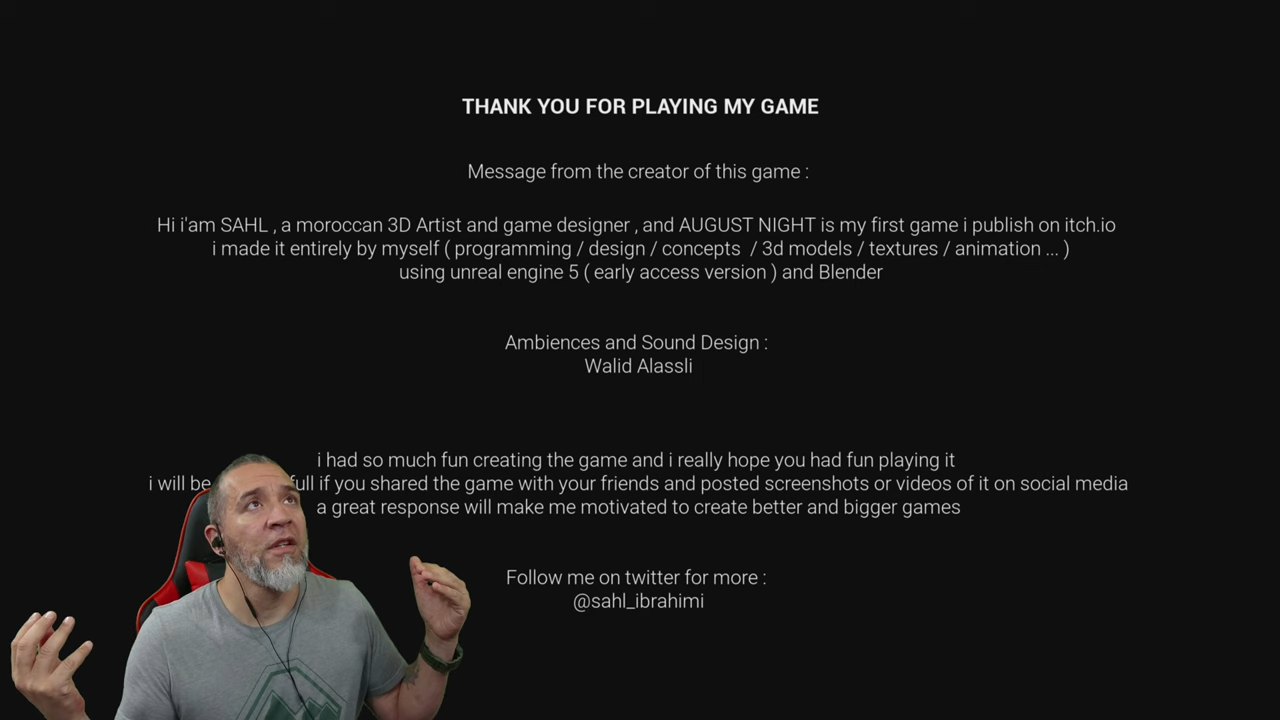 THANK YOU FOR PLAYING MY GAME
Message from the creator of this game :
Hi i'am SAHL , a moroccan 3D Artist and game designer , and AUGUST NIGHT is my first game i publish on itch.io
i made it entirely by myself ( programming / design / concepts / 3d models / textures / animation ... )
using unreal engine 5 ( early access version ) and Blender
Ambiences and Sound Design :
Walid Alassli
i had so much fun creating the game and i really hope you had fun playing it
i will be full if you shared the game with your friends and posted screenshots or videos of it on social media
a great response will make me motivated to create better and bigger games
Follow me on twitter for more :
@sahl_ibrahimi